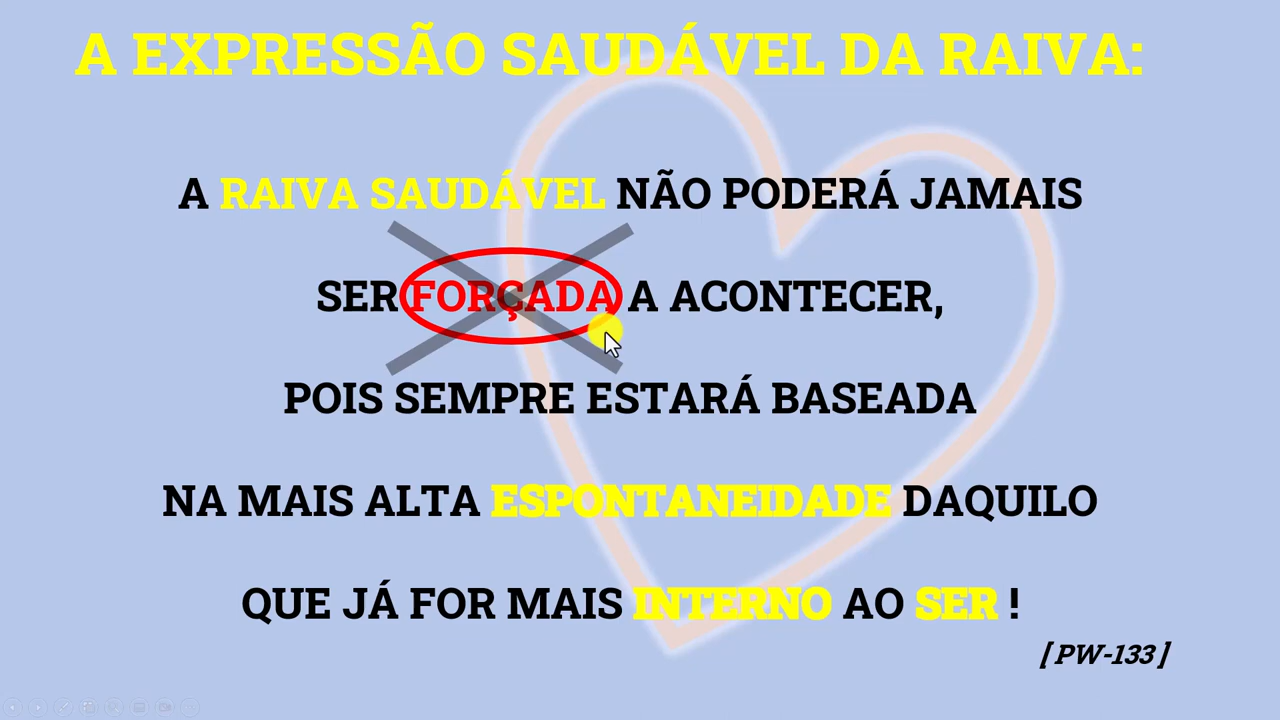 A EXPRESSÃO SAUDÁVEL DA RAIVA:
A RAIVA SAUDÁVEL NÃO PODERÁ JAMAIS
SER FORÇADA A ACONTECER,
POIS SEMPRE ESTARÁ BASEADA
NA MAIS ALTA ESPONTANEIDADE DAQUILO
QUE JÁ FOR MAIS INTERNO AO SER !
[ PW-133 ]